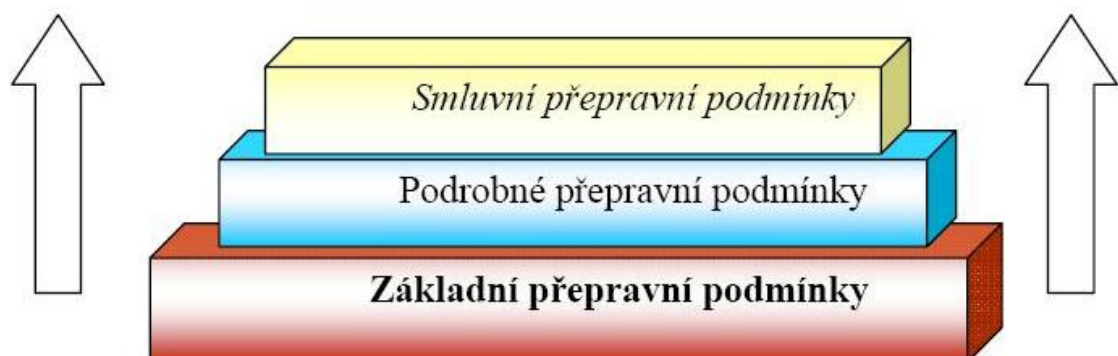 Smluvní přepravní podmínky
Podrobné přepravní podmínky
Základní přepravní podmínky